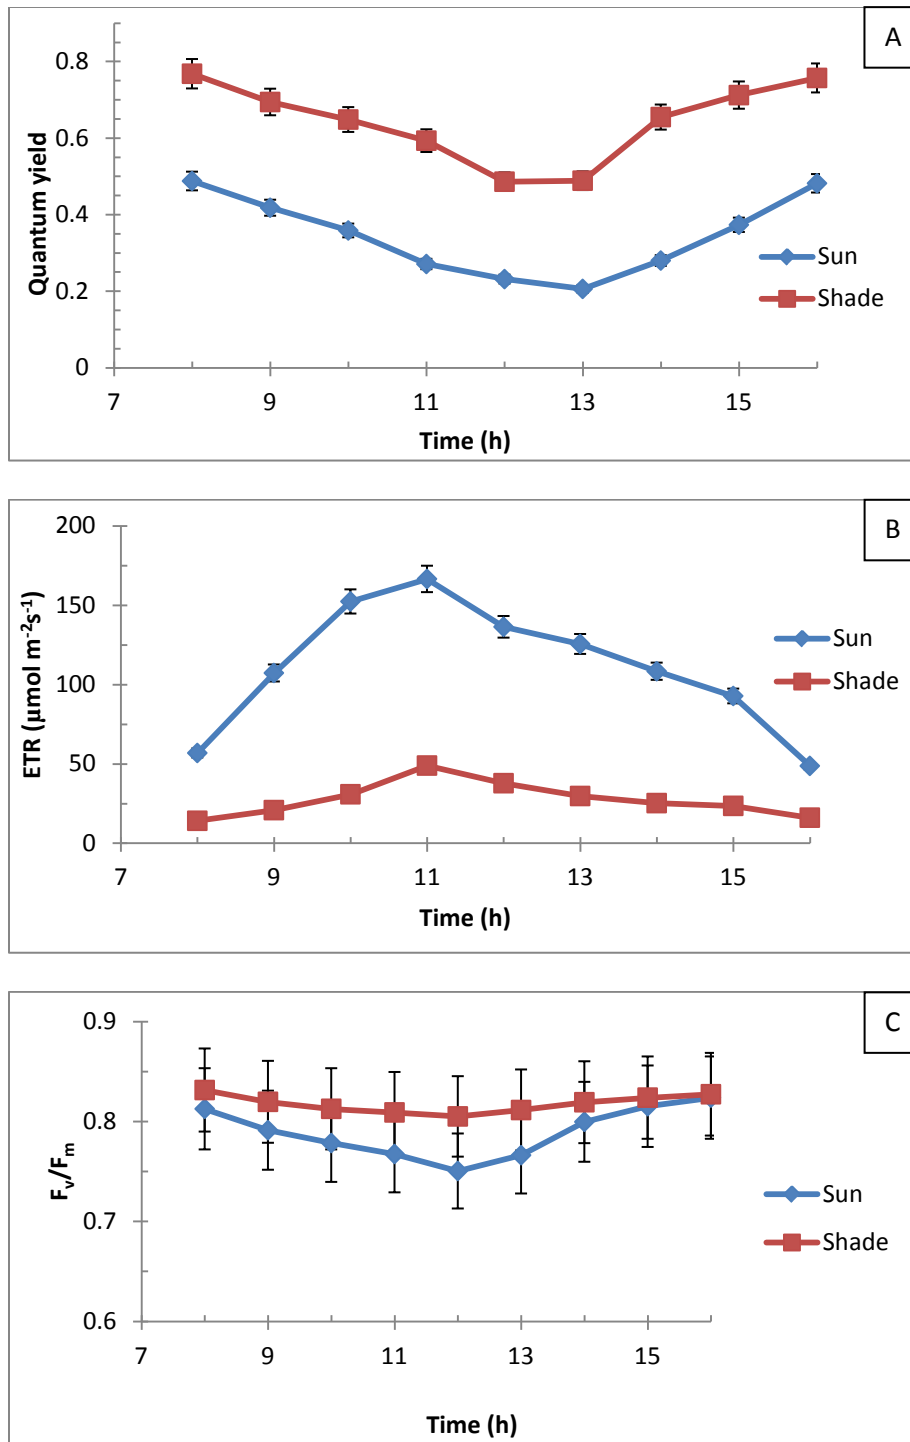 A
0.8
0.6
0.4
0.2
0
Quantum yield
Sun
Shade
7 9 11 13 15
Time (h)
B
200
150
100
50
0
ETR (µmol m⁻²s⁻¹)
Sun
Shade
7 9 11 13 15
Time (h)
C
0.9
0.8
0.7
0.6
Fᵥ/Fₘ
Sun
Shade
7 9 11 13 15
Time (h)